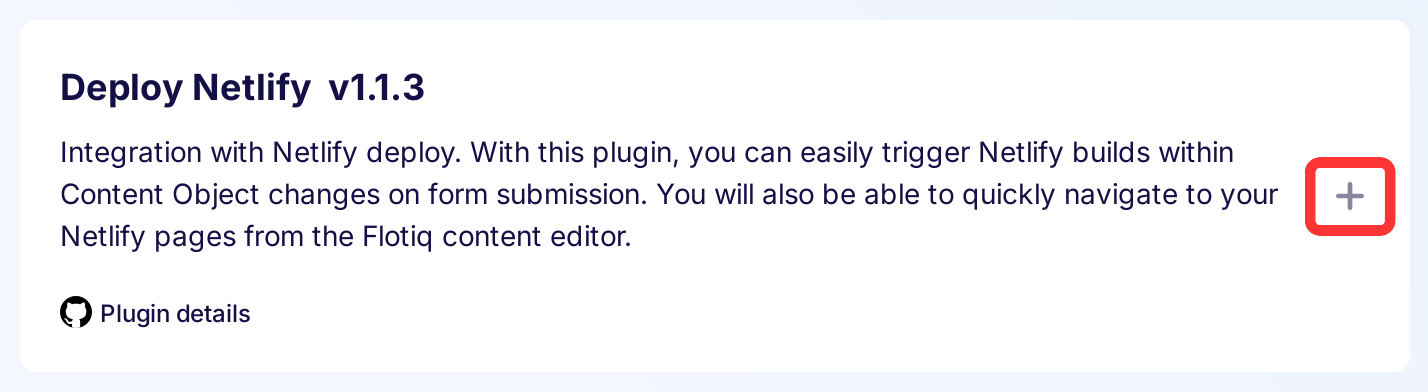 Deploy Netlify v1.1.3
Integration with Netlify deploy. With this plugin, you can easily trigger Netlify builds within
Content Object changes on form submission. You will also be able to quickly navigate to your
Netlify pages from the Flotiq content editor.
Plugin details